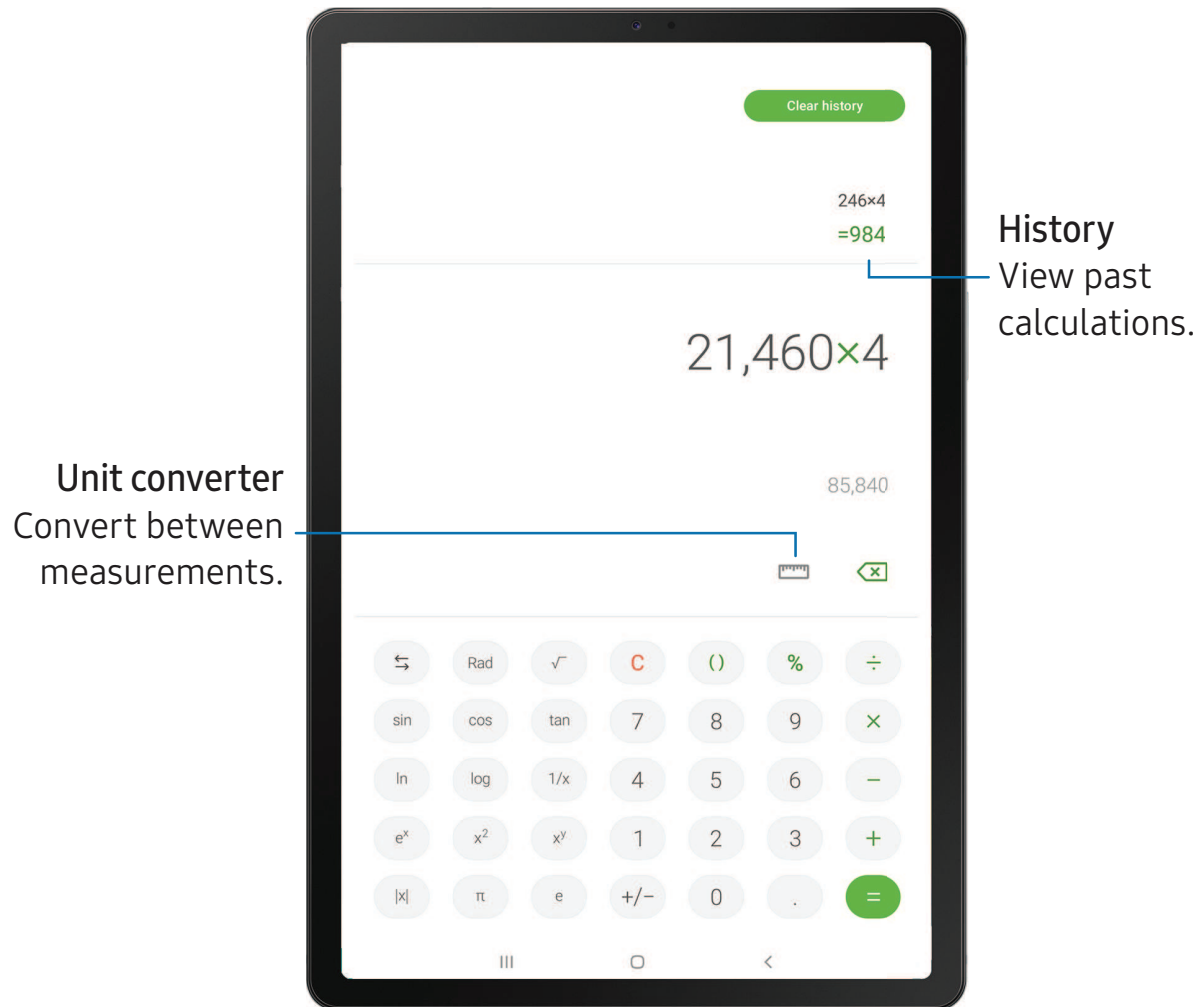 Clear history
246×4
=984
History
View past
calculations.
21,460×4
Unit converter
Convert between
measurements.
85,840
⇆ Rad √ C () % ÷
sin cos tan 7 8 9 ×
ln log 1/x 4 5 6 −
eˣ x² xʸ 1 2 3 +
|x| π e +/− 0 . =